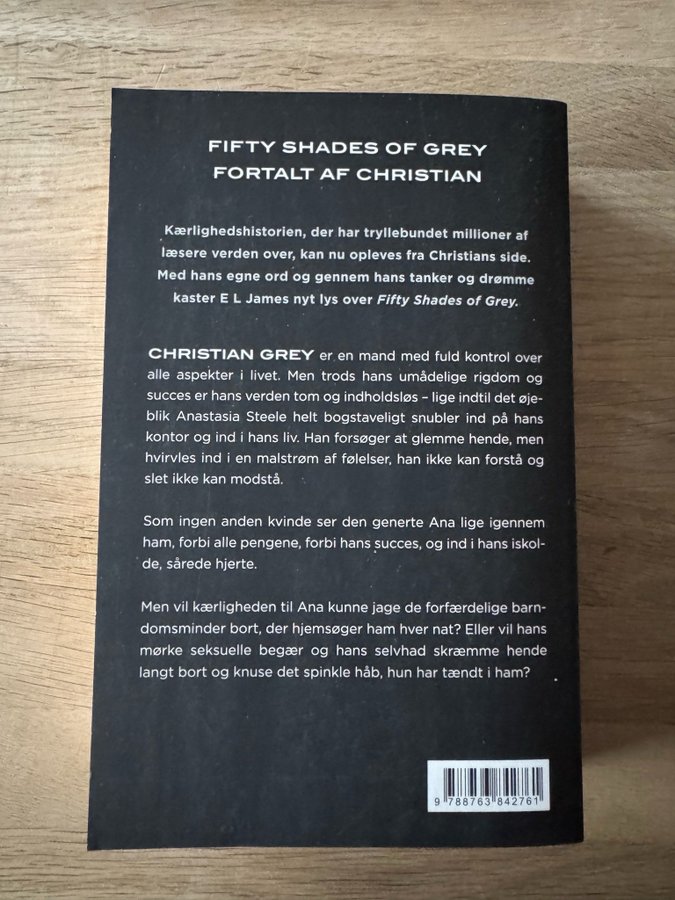 FIFTY SHADES OF GREY
FORTALT AF CHRISTIAN
Kærlighedshistorien, der har tryllebundet millioner af
læsere verden over, kan nu opleves fra Christians side.
Med hans egne ord og gennem hans tanker og drømme
kaster E L James nyt lys over Fifty Shades of Grey.
CHRISTIAN GREY er en mand med fuld kontrol over
alle aspekter i livet. Men trods hans umådelige rigdom og
succes er hans verden tom og indholdsløs – lige indtil det øje-
blik Anastasia Steele helt bogstaveligt snubler ind på hans
kontor og ind i hans liv. Han forsøger at glemme hende, men
hvirvles ind i en malstrøm af følelser, han ikke kan forstå og
slet ikke kan modstå.
Som ingen anden kvinde ser den generte Ana lige igennem
ham, forbi alle pengene, forbi hans succes, og ind i hans iskol-
de, sårede hjerte.
Men vil kærligheden til Ana kunne jage de forfærdelige barn-
domsminder bort, der hjemsøger ham hver nat? Eller vil hans
mørke seksuelle begær og hans selvhad skræmme hende
langt bort og knuse det spinkle håb, hun har tændt i ham?
9 788763 842761